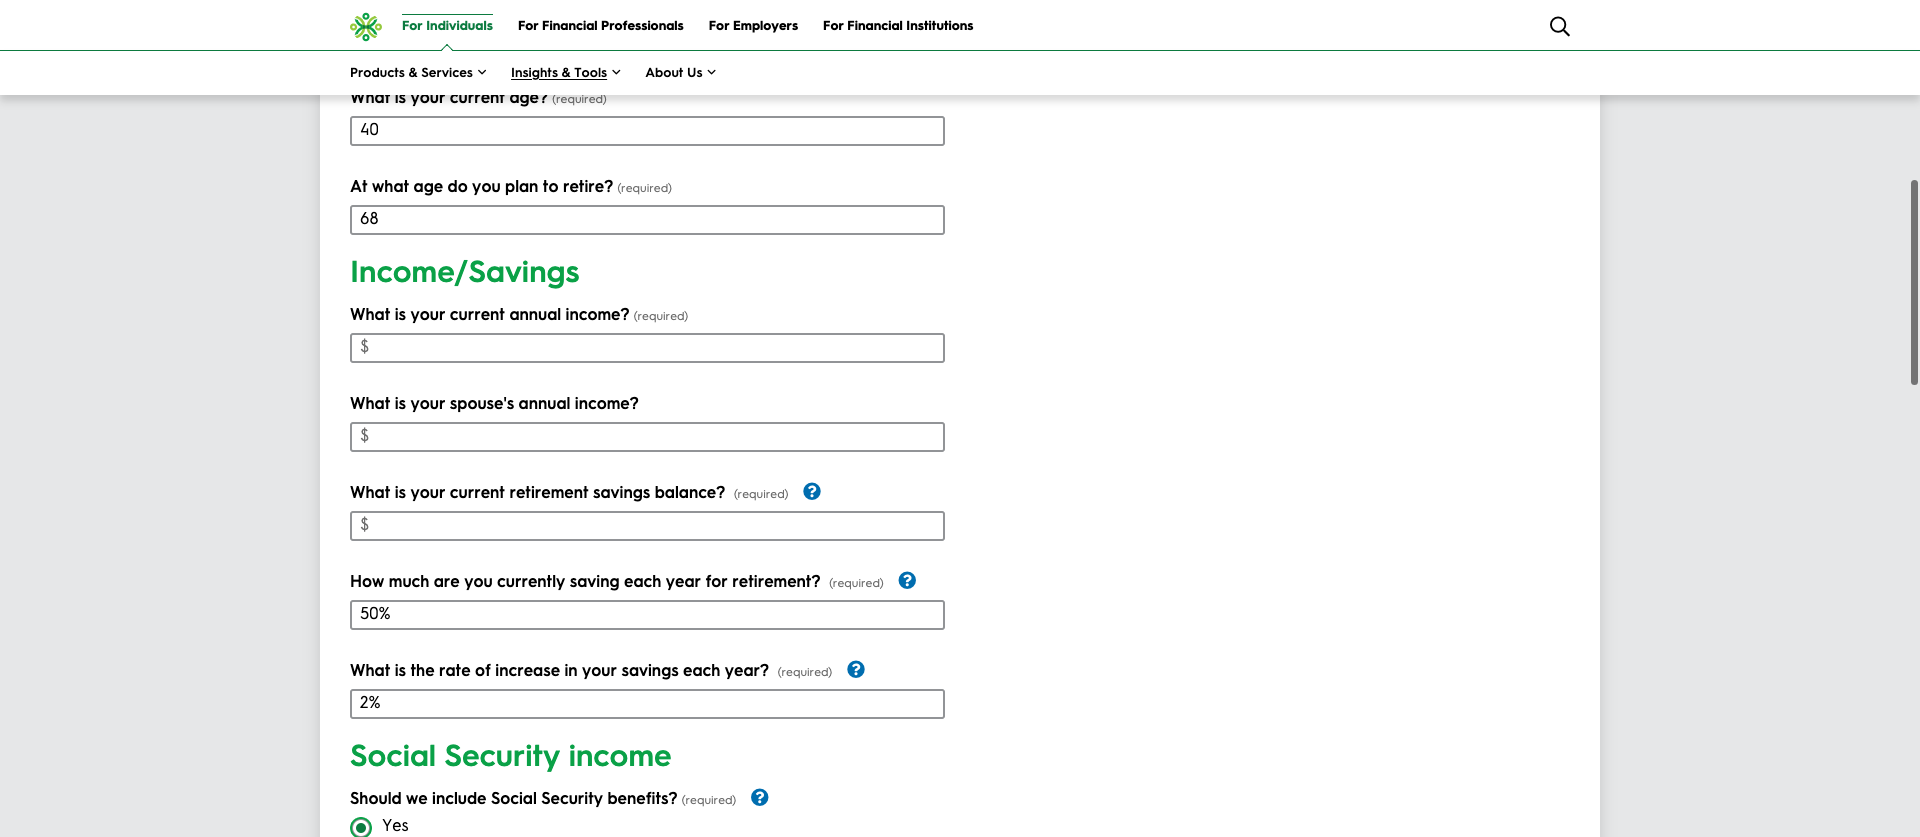 For Individuals For Financial Professionals For Employers For Financial Institutions
Products & Services Insights & Tools About Us
What is your current age? (required)
40
At what age do you plan to retire? (required)
68
Income/Savings
What is your current annual income? (required)
$
What is your spouse's annual income?
$
What is your current retirement savings balance? (required) ?
$
How much are you currently saving each year for retirement? (required) ?
50%
What is the rate of increase in your savings each year? (required) ?
2%
Social Security income
Should we include Social Security benefits? (required) ?
Yes